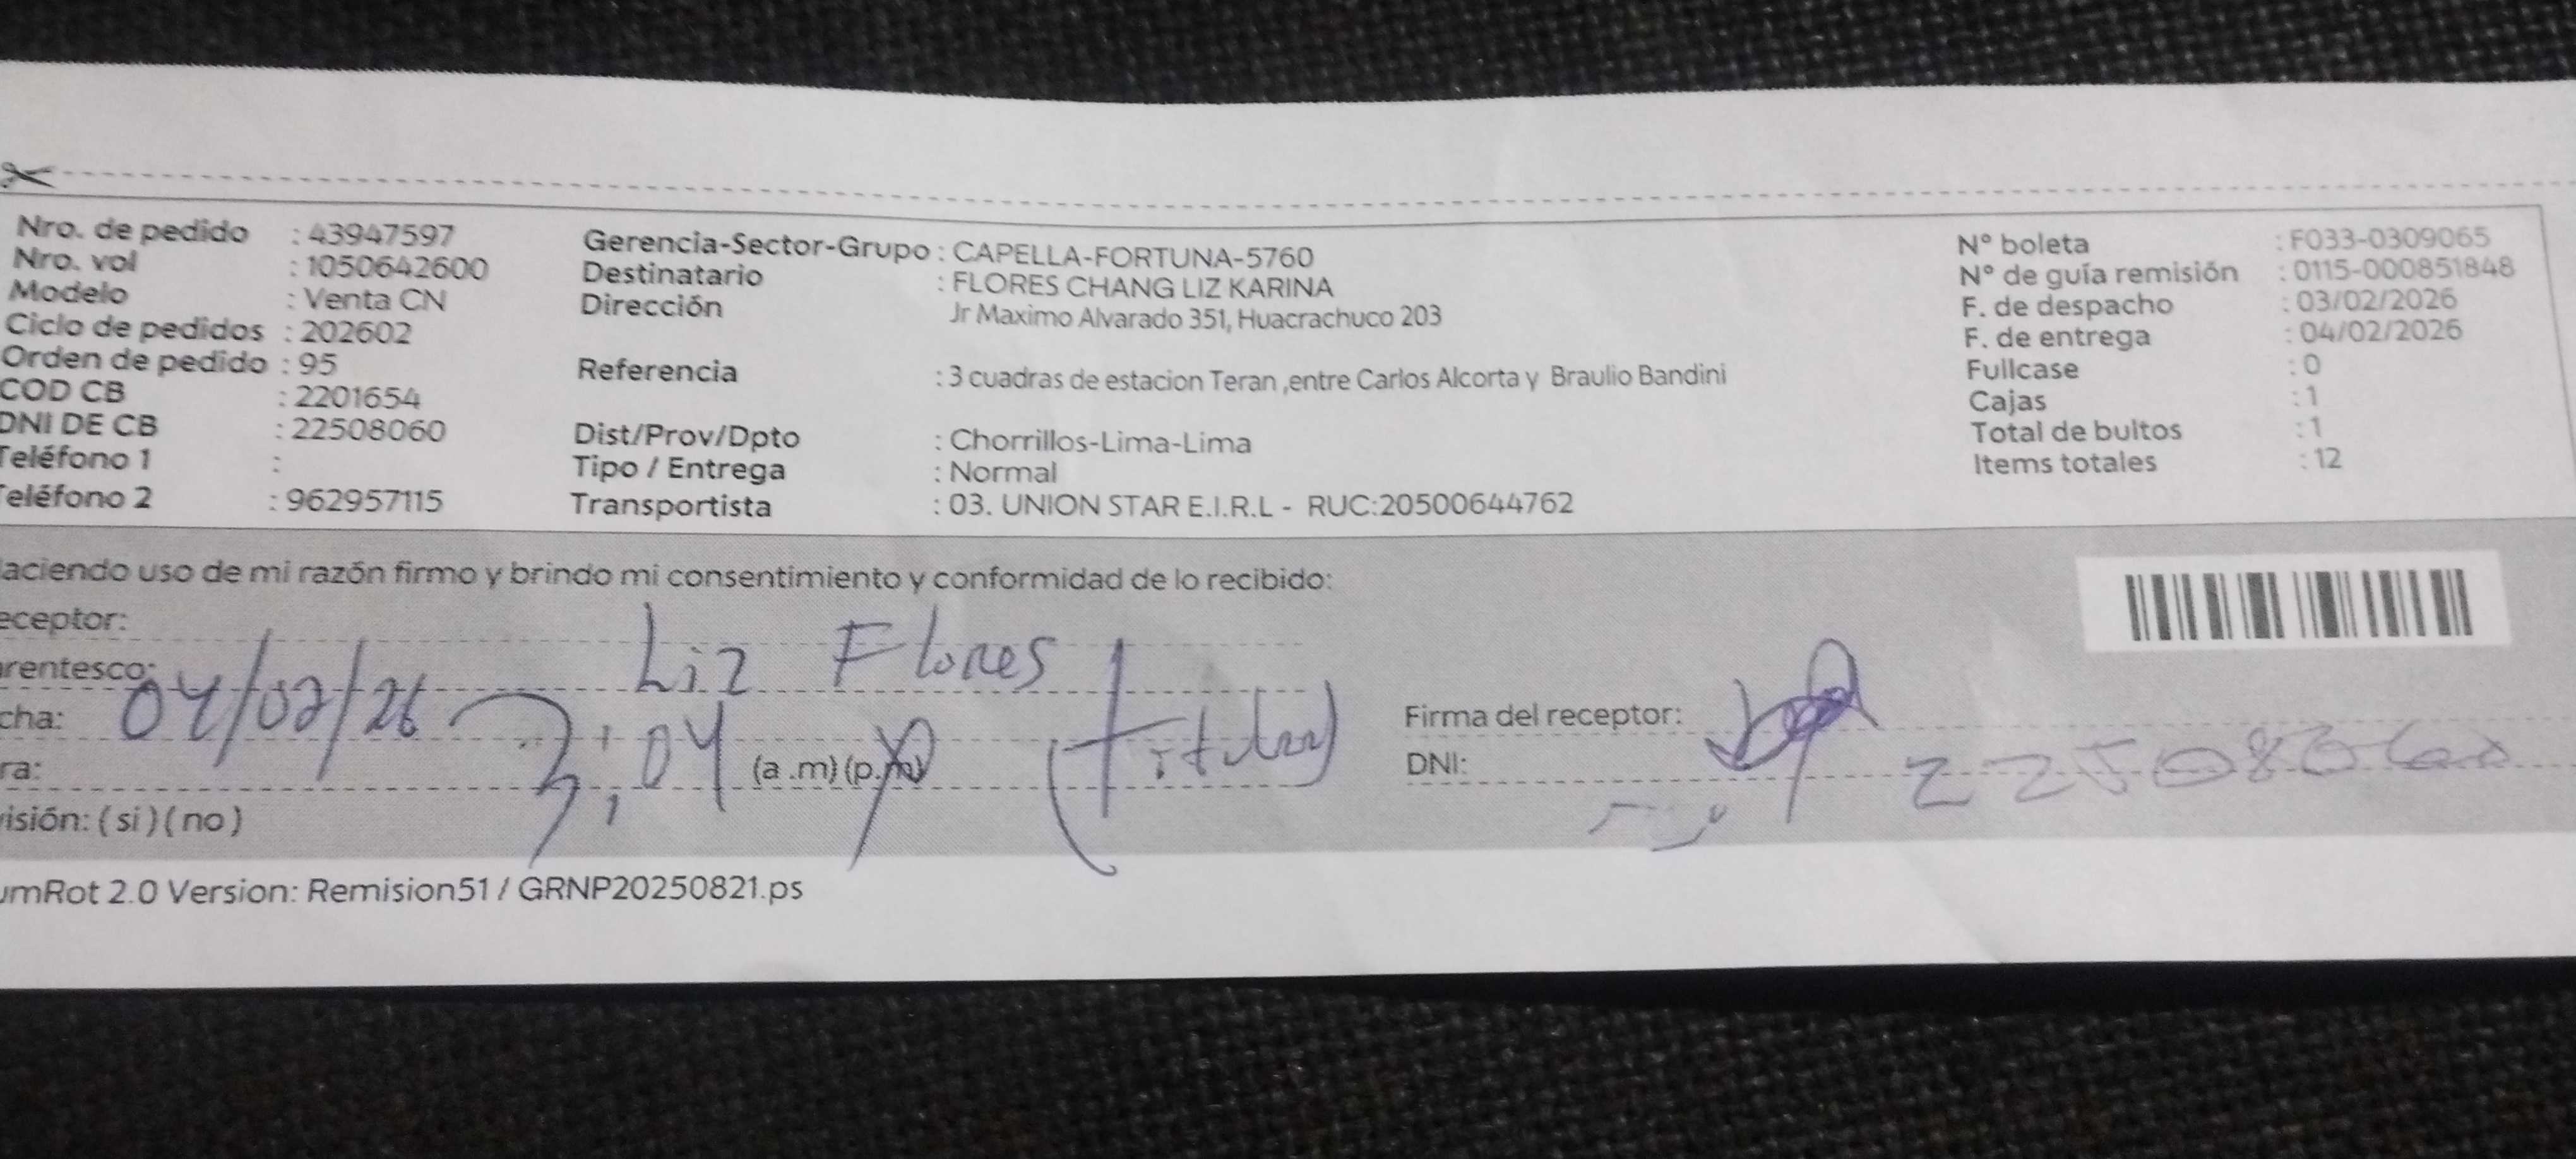 Nro. de pedido : 43947597
Nro. vol : 1050642600
Modelo : Venta CN
Ciclo de pedidos : 202602
Orden de pedido : 95
COD CB : 2201654
DNI DE CB : 22508060
Teléfono 1 :
Teléfono 2 : 962957115
Gerencia-Sector-Grupo : CAPELLA-FORTUNA-5760
Destinatario : FLORES CHANG LIZ KARINA
Dirección Jr Maximo Alvarado 351, Huacrachuco 203
Referencia : 3 cuadras de estacion Teran ,entre Carlos Alcorta y Braulio Bandini
Dist/Prov/Dpto : Chorrillos-Lima-Lima
Tipo / Entrega : Normal
Transportista : 03. UNION STAR E.I.R.L - RUC:20500644762
N° boleta : F033-0309065
N° de guía remisión : 0115-000851848
F. de despacho : 03/02/2026
F. de entrega : 04/02/2026
Fullcase : 0
Cajas : 1
Total de bultos : 1
Items totales : 12
aciendo uso de mi razón firmo y brindo mi consentimiento y conformidad de lo recibido:
eceptor: Liz Flores
rentesco: (titular)
cha: 04/02/26
ra: 3:04 (a .m) (p.m)
isión: ( si ) ( no )
Firma del receptor:
DNI: 22508060
umRot 2.0 Version: Remision51 / GRNP20250821.ps